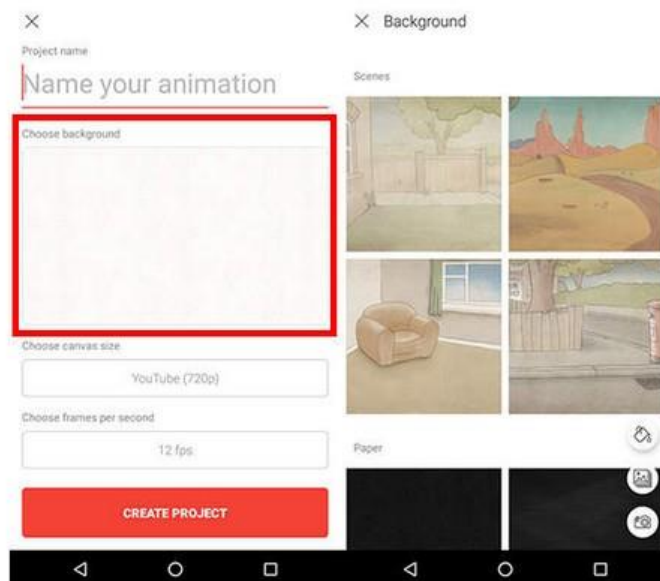 Project name
Name your animation
Choose background
Choose canvas size
YouTube (720p)
Choose frames per second
12 fps
CREATE PROJECT
Background
Scenes
Paper